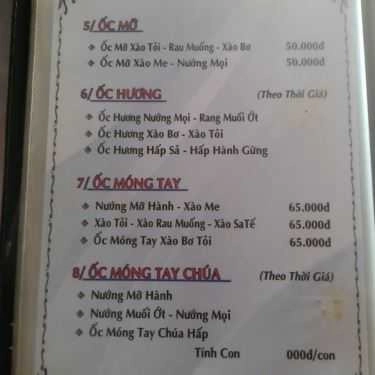 5/ ỐC MỠ
Ốc Mỡ Xào Tỏi - Rau Muống - Xào Bơ 50.000đ
Ốc Mỡ Xào Me - Nướng Mọi 50.000đ
6/ ỐC HƯƠNG (Theo Thời Giá)
Ốc Hương Nướng Mọi - Rang Muối Ớt
Ốc Hương Xào Bơ - Xào Tỏi
Ốc Hương Hấp Sả - Hấp Hành Gừng
7/ ỐC MÓNG TAY
Nướng Mỡ Hành - Xào Me 65.000đ
Xào Tỏi - Xào Rau Muống - Xào SaTế 65.000đ
Ốc Móng Tay Xào Bơ Tỏi 65.000đ
8/ ỐC MÓNG TAY CHÚA (Theo Thời Giá)
Nướng Mỡ Hành
Nướng Muối Ớt - Nướng Mọi
Ốc Móng Tay Chúa Hấp
Tính Con 000đ/con